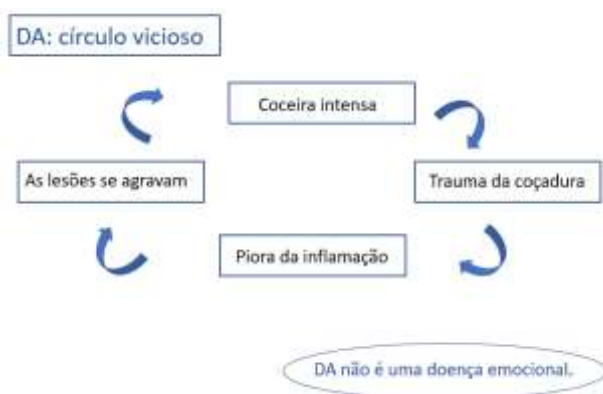 DA: círculo vicioso
Coceira intensa
As lesões se agravam
Trauma da coçadura
Piora da inflamação
DA não é uma doença emocional.